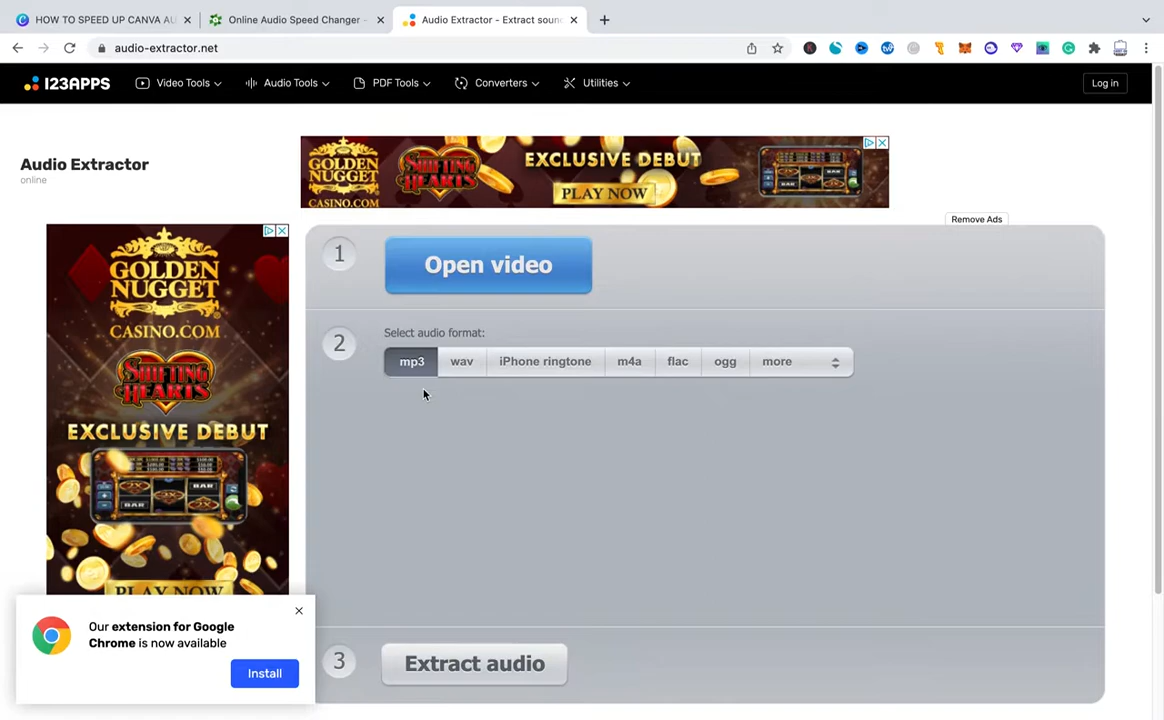 HOW TO SPEED UP CANVA AU
Online Audio Speed Changer -
Audio Extractor - Extract soun
audio-extractor.net
123APPS
Video Tools
Audio Tools
PDF Tools
Converters
Utilities
Log in
Audio Extractor
online
GOLDEN
NUGGET
CASINO.COM
SHIFTING
HEARTS
EXCLUSIVE DEBUT
PLAY NOW
Remove Ads
GOLDEN
NUGGET
CASINO.COM
SHIFTING
HEARTS
EXCLUSIVE DEBUT
BAR
BAR
PLAY NOW
1
Open video
2
Select audio format:
mp3
wav
iPhone ringtone
m4a
flac
ogg
more
Our extension for Google
Chrome is now available
Install
3
Extract audio